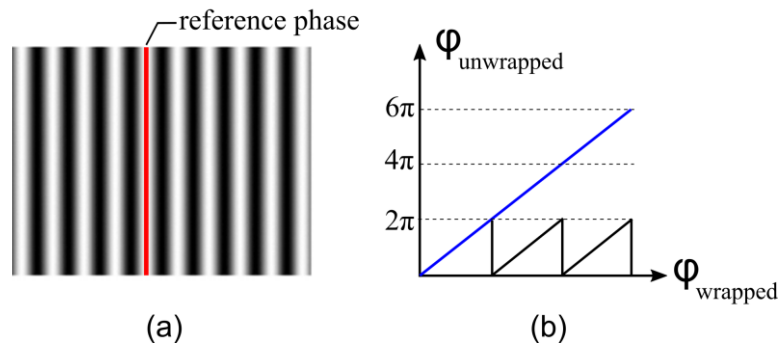 reference phase
φunwrapped
6π
4π
2π
φwrapped
(a)
(b)